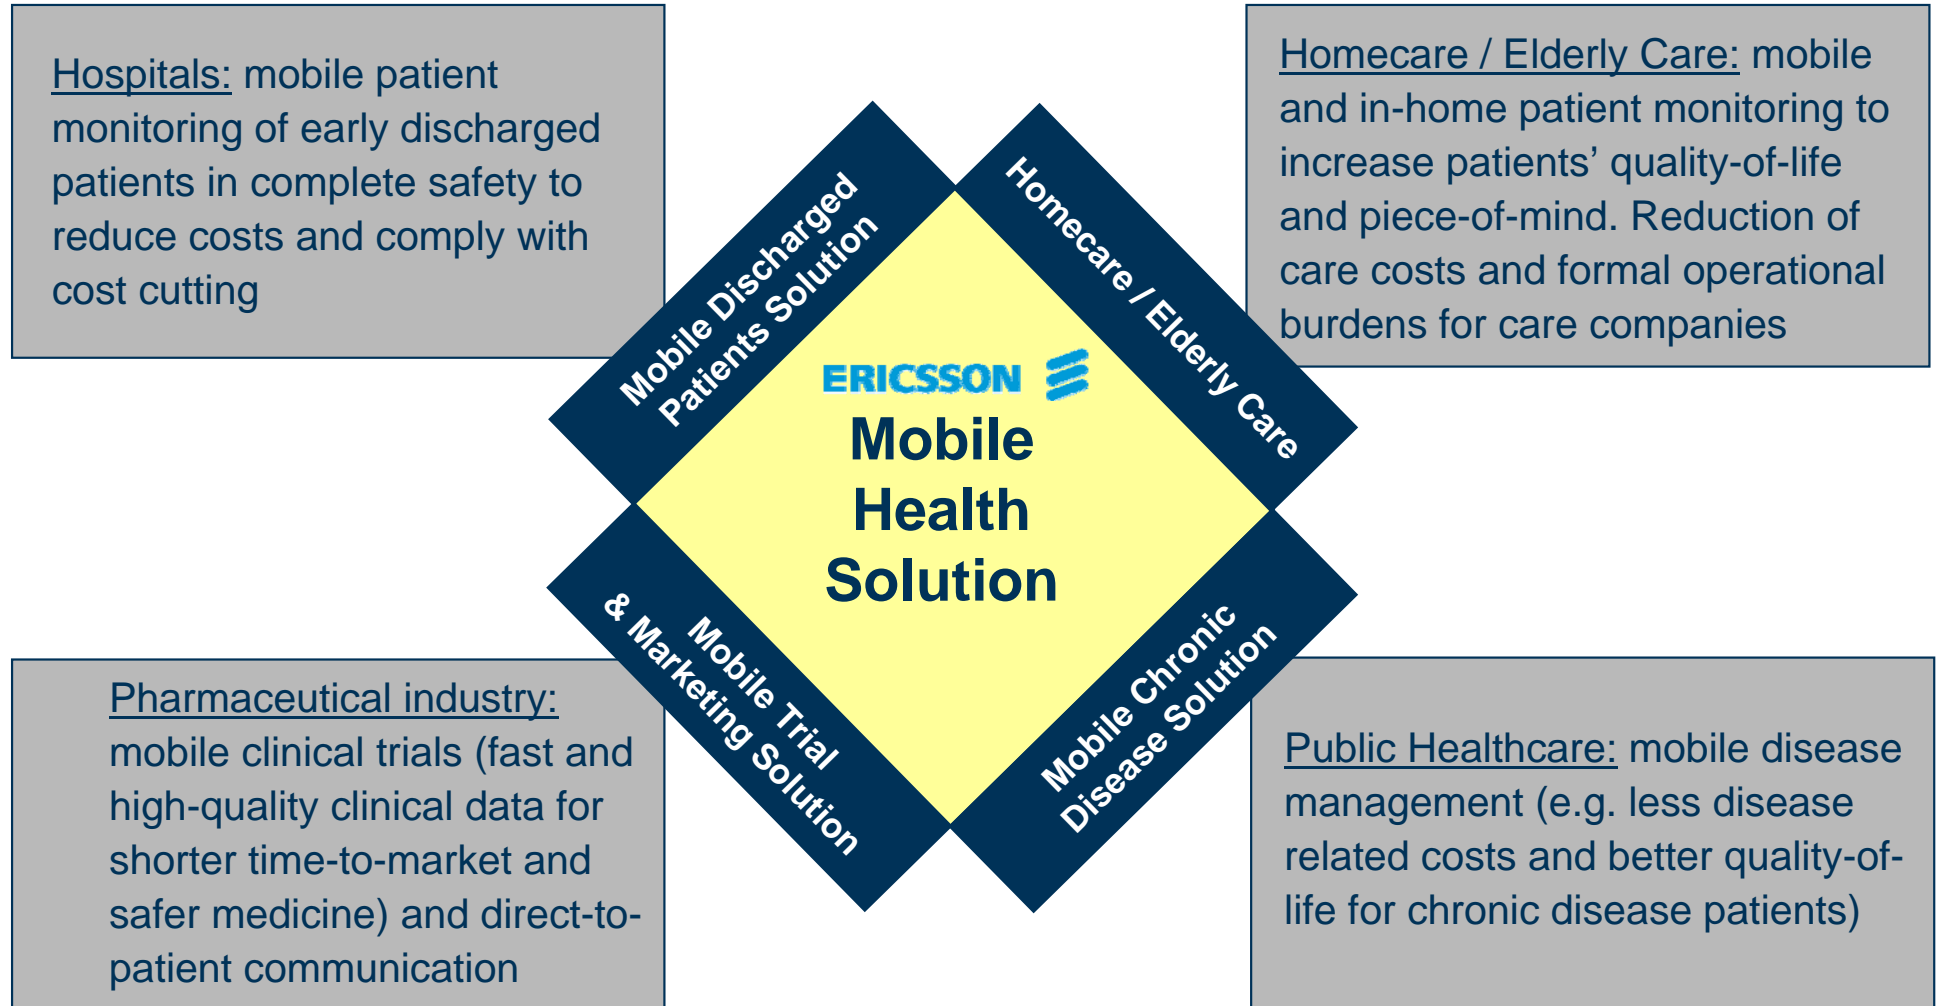 Hospitals: mobile patient
monitoring of early discharged
patients in complete safety to
reduce costs and comply with
cost cutting
Homecare / Elderly Care: mobile
and in-home patient monitoring to
increase patients’ quality-of-life
and piece-of-mind. Reduction of
care costs and formal operational
burdens for care companies
Mobile Discharged
Patients Solution
Homecare / Elderly Care
ERICSSON
Mobile
Health
Solution
Mobile Trial
& Marketing Solution
Mobile Chronic
Disease Solution
Pharmaceutical industry:
mobile clinical trials (fast and
high-quality clinical data for
shorter time-to-market and
safer medicine) and direct-to-
patient communication
Public Healthcare: mobile disease
management (e.g. less disease
related costs and better quality-of-
life for chronic disease patients)